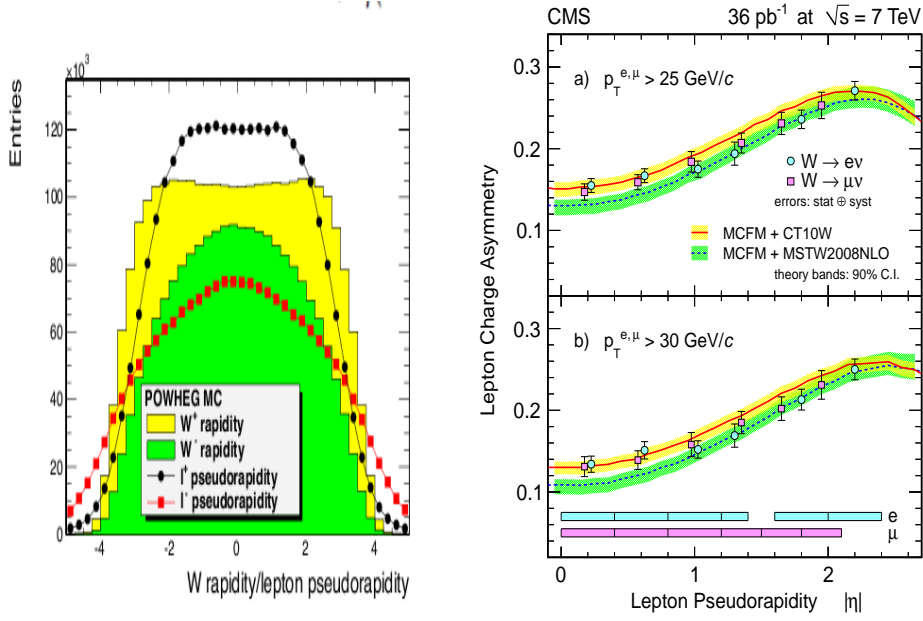 ×10³
Entries
120
100
80
60
40
20
0
POWHEG MC
W⁺ rapidity
W⁻ rapidity
l⁺ pseudorapidity
l⁻ pseudorapidity
-4 -2 0 2 4
W rapidity/lepton pseudorapidity
CMS 36 pb⁻¹ at √s = 7 TeV
Lepton Charge Asymmetry
0.3
0.2
0.1
a) p_T^{e,μ} > 25 GeV/c
W → eν
W → μν
errors: stat ⊕ syst
MCFM + CT10W
MCFM + MSTW2008NLO
theory bands: 90% C.I.
0.3
0.2
0.1
b) p_T^{e,μ} > 30 GeV/c
e
μ
0 1 2
Lepton Pseudorapidity |η|